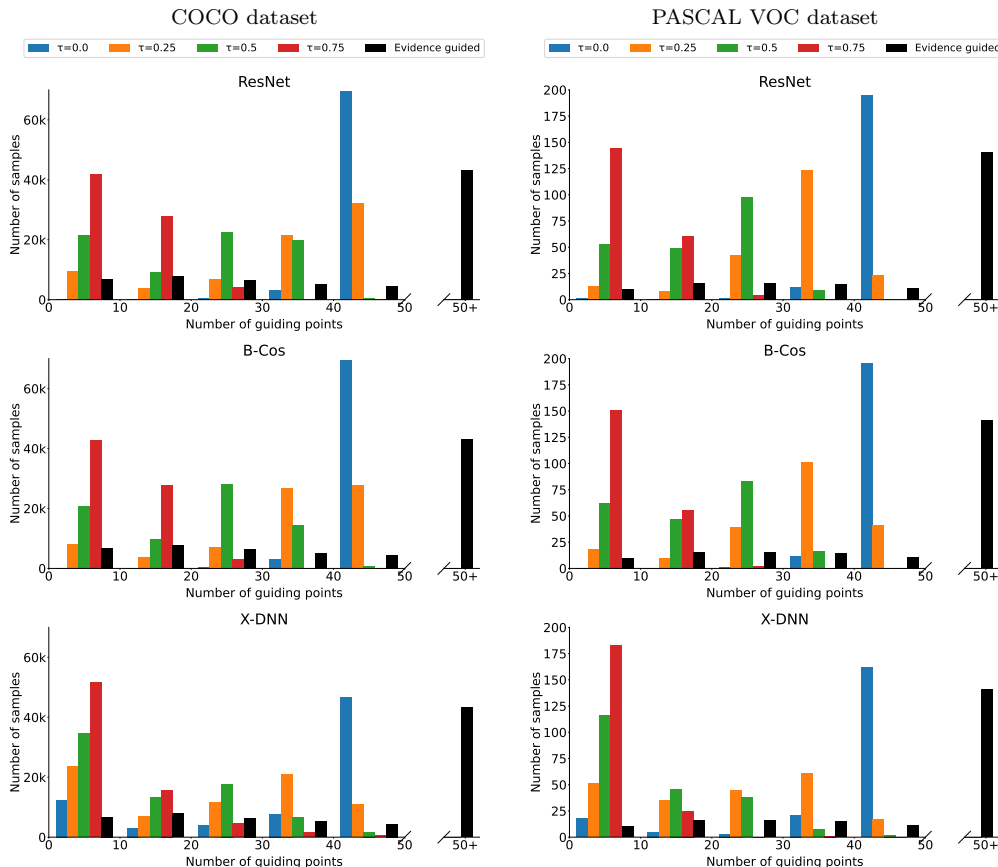 COCO dataset
PASCAL VOC dataset
τ=0.0 τ=0.25 τ=0.5 τ=0.75 Evidence guided
τ=0.0 τ=0.25 τ=0.5 τ=0.75 Evidence guided
ResNet
Number of samples
60k
40k
20k
0
0 10 20 30 40 50 50+
Number of guiding points
ResNet
Number of samples
200
175
150
125
100
75
50
25
0
0 10 20 30 40 50 50+
Number of guiding points
B-Cos
Number of samples
60k
40k
20k
0
0 10 20 30 40 50 50+
Number of guiding points
B-Cos
Number of samples
200
175
150
125
100
75
50
25
0
0 10 20 30 40 50 50+
Number of guiding points
X-DNN
Number of samples
60k
40k
20k
0
0 10 20 30 40 50 50+
Number of guiding points
X-DNN
Number of samples
200
175
150
125
100
75
50
25
0
0 10 20 30 40 50 50+
Number of guiding points